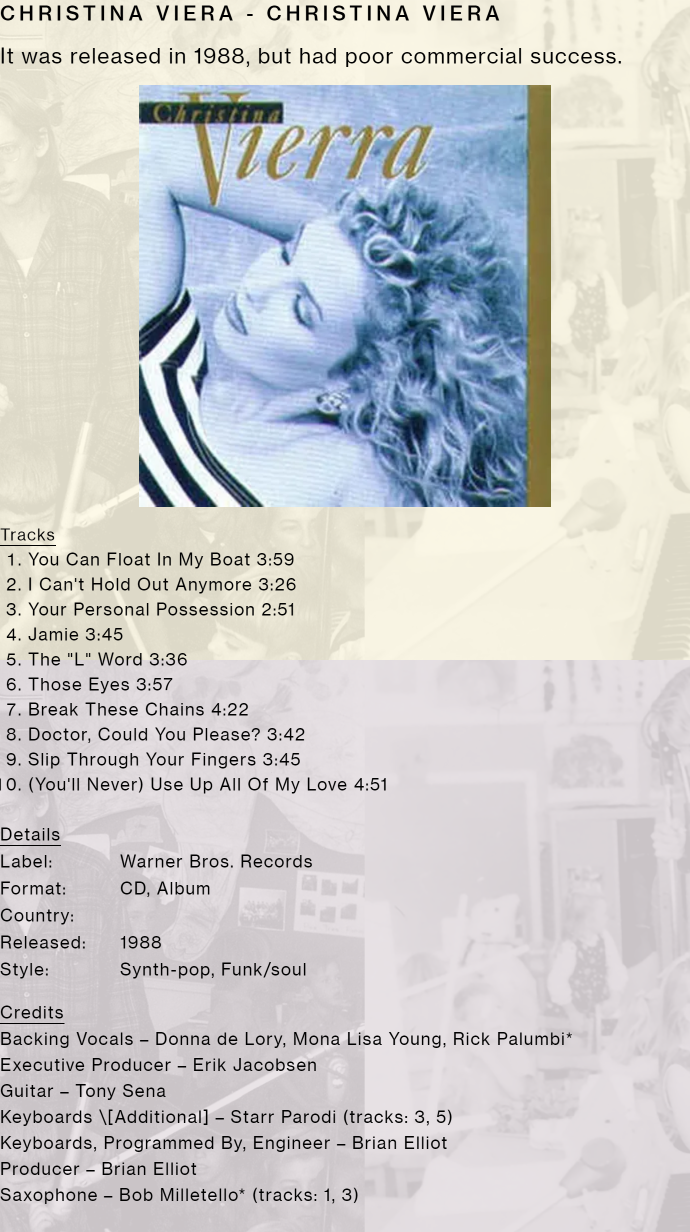 CHRISTINA VIERA - CHRISTINA VIERA
It was released in 1988, but had poor commercial success.
Christina
Vierra
Tracks
1. You Can Float In My Boat 3:59
2. I Can't Hold Out Anymore 3:26
3. Your Personal Possession 2:51
4. Jamie 3:45
5. The "L" Word 3:36
6. Those Eyes 3:57
7. Break These Chains 4:22
8. Doctor, Could You Please? 3:42
9. Slip Through Your Fingers 3:45
10. (You'll Never) Use Up All Of My Love 4:51
Details
Label: Warner Bros. Records
Format: CD, Album
Country:
Released: 1988
Style: Synth-pop, Funk/soul
Credits
Backing Vocals – Donna de Lory, Mona Lisa Young, Rick Palumbi*
Executive Producer – Erik Jacobsen
Guitar – Tony Sena
Keyboards \[Additional] – Starr Parodi (tracks: 3, 5)
Keyboards, Programmed By, Engineer – Brian Elliot
Producer – Brian Elliot
Saxophone – Bob Milletello* (tracks: 1, 3)